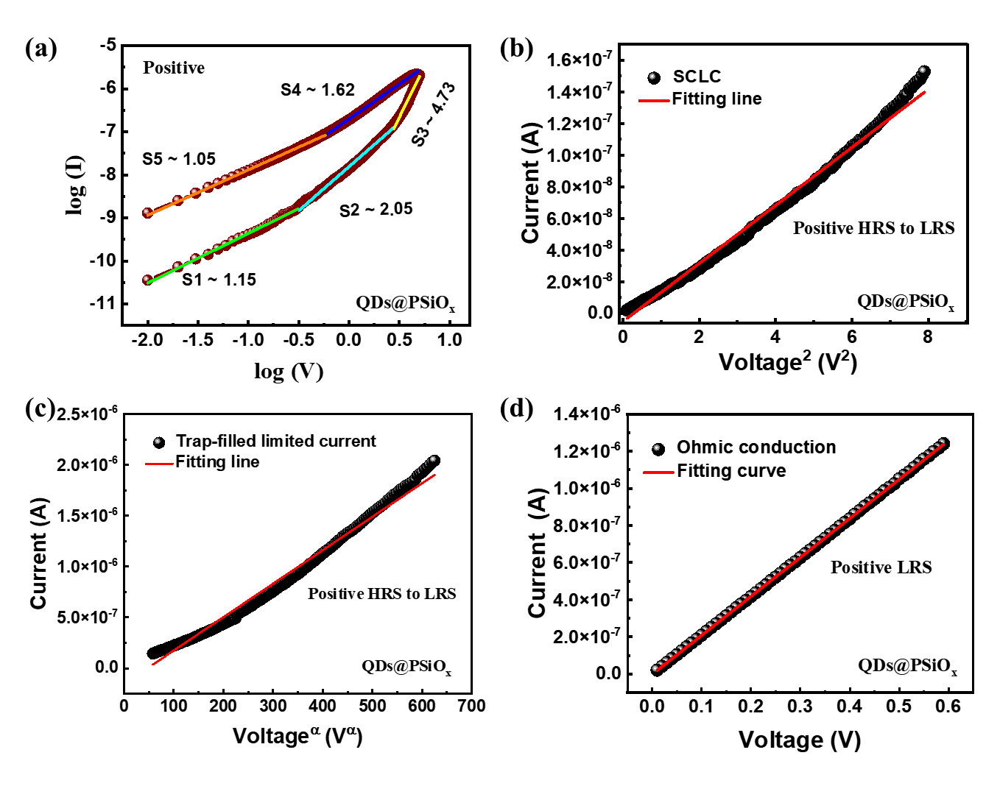 (a)
-5
-6
-7
-8
-9
-10
-11
log (I)
Positive
S4 ~ 1.62
S3 ~ 4.73
S5 ~ 1.05
S2 ~ 2.05
S1 ~ 1.15
QDs@PSiOₓ
-2.0 -1.5 -1.0 -0.5 0.0 0.5 1.0
log (V)
(b)
1.6×10⁻⁷
1.4×10⁻⁷
1.2×10⁻⁷
1.0×10⁻⁷
8.0×10⁻⁸
6.0×10⁻⁸
4.0×10⁻⁸
2.0×10⁻⁸
0.0
Current (A)
SCLC
Fitting line
Positive HRS to LRS
QDs@PSiOₓ
0 2 4 6 8
Voltage² (V²)
(c)
2.5×10⁻⁶
2.0×10⁻⁶
1.5×10⁻⁶
1.0×10⁻⁶
5.0×10⁻⁷
0.0
Current (A)
Trap-filled limited current
Fitting line
Positive HRS to LRS
QDs@PSiOₓ
0 100 200 300 400 500 600 700
Voltageᵅ (Vᵅ)
(d)
1.4×10⁻⁶
1.2×10⁻⁶
1.0×10⁻⁶
8.0×10⁻⁷
6.0×10⁻⁷
4.0×10⁻⁷
2.0×10⁻⁷
0.0
Current (A)
Ohmic conduction
Fitting curve
Positive LRS
QDs@PSiOₓ
0.0 0.1 0.2 0.3 0.4 0.5 0.6
Voltage (V)